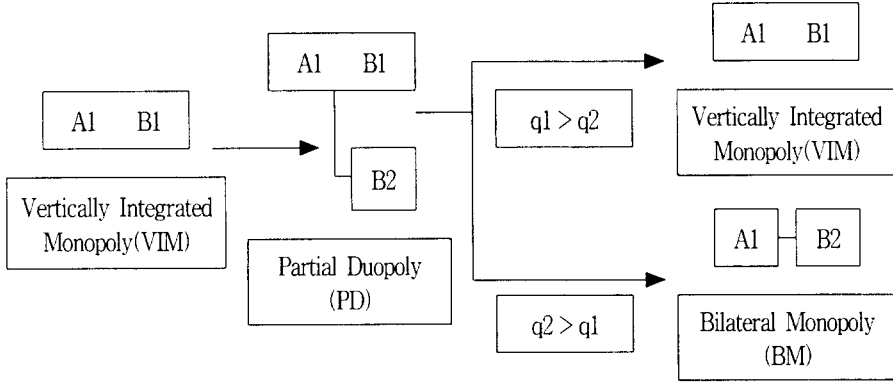 A1 B1
Vertically Integrated
Monopoly(VIM)
A1 B1
B2
Partial Duopoly
(PD)
q1 > q2
q2 > q1
A1 B1
Vertically Integrated
Monopoly(VIM)
A1 B2
Bilateral Monopoly
(BM)